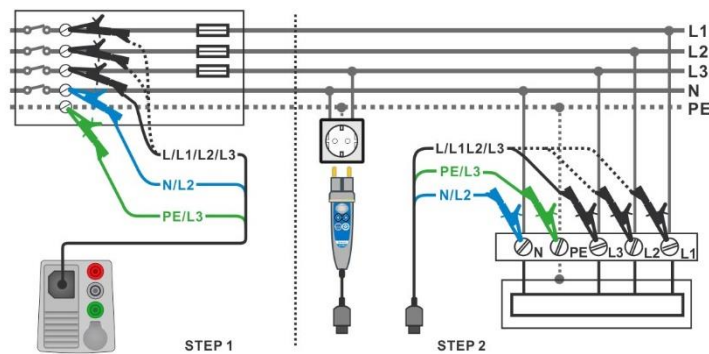 L1
L2
L3
N
PE
L/L1/L2/L3
N/L2
PE/L3
STEP 1
L/L1L2/L3
PE/L3
N/L2
N PE L3 L2 L1
STEP 2